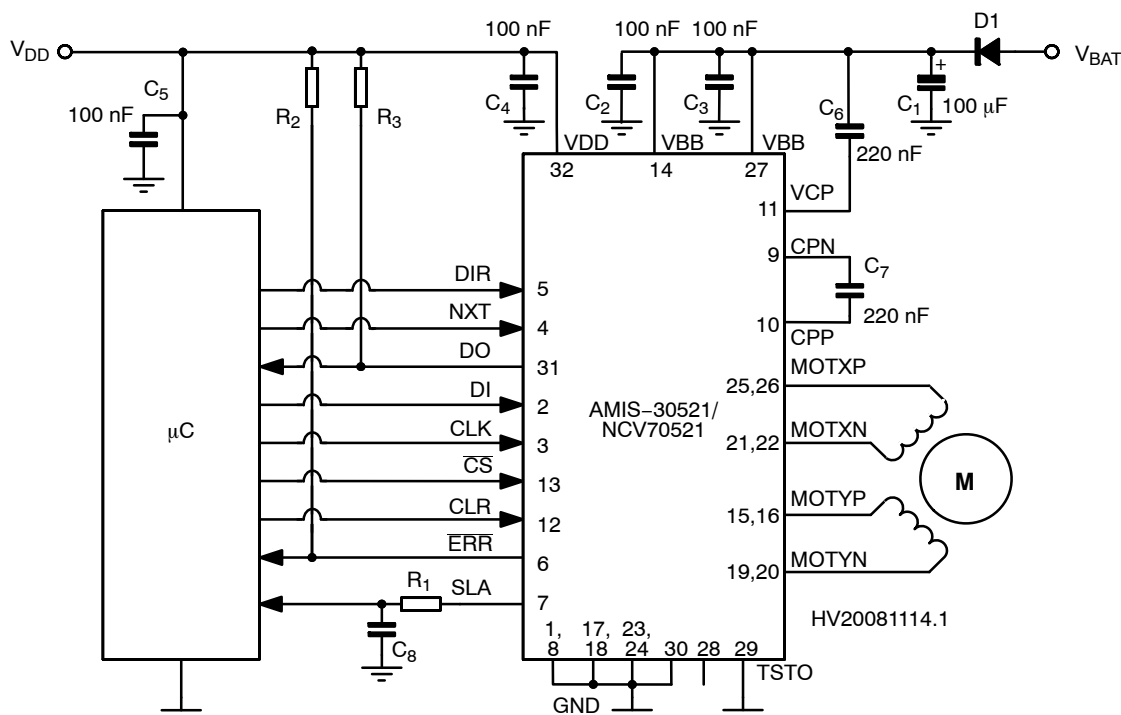 100 nF 100 nF 100 nF D1
VDD VBAT
C5 C4 C2 C3 C6 C1 +
100 nF R2 R3 100 μF
VDD VBB VBB 220 nF
32 14 27
VCP
11
9 CPN
C7
DIR 5
NXT 4 10 220 nF
CPP
DO 31 MOTXP
25,26
DI 2 AMIS−30521/
μC NCV70521
CLK 3 21,22 MOTXN
CS 13 M
CLR 12 15,16 MOTYP
ERR 6 MOTYN
19,20
R1 SLA 7
HV20081114.1
C8 1, 17, 23,
8 18 24 30 28 29
TSTO
GND